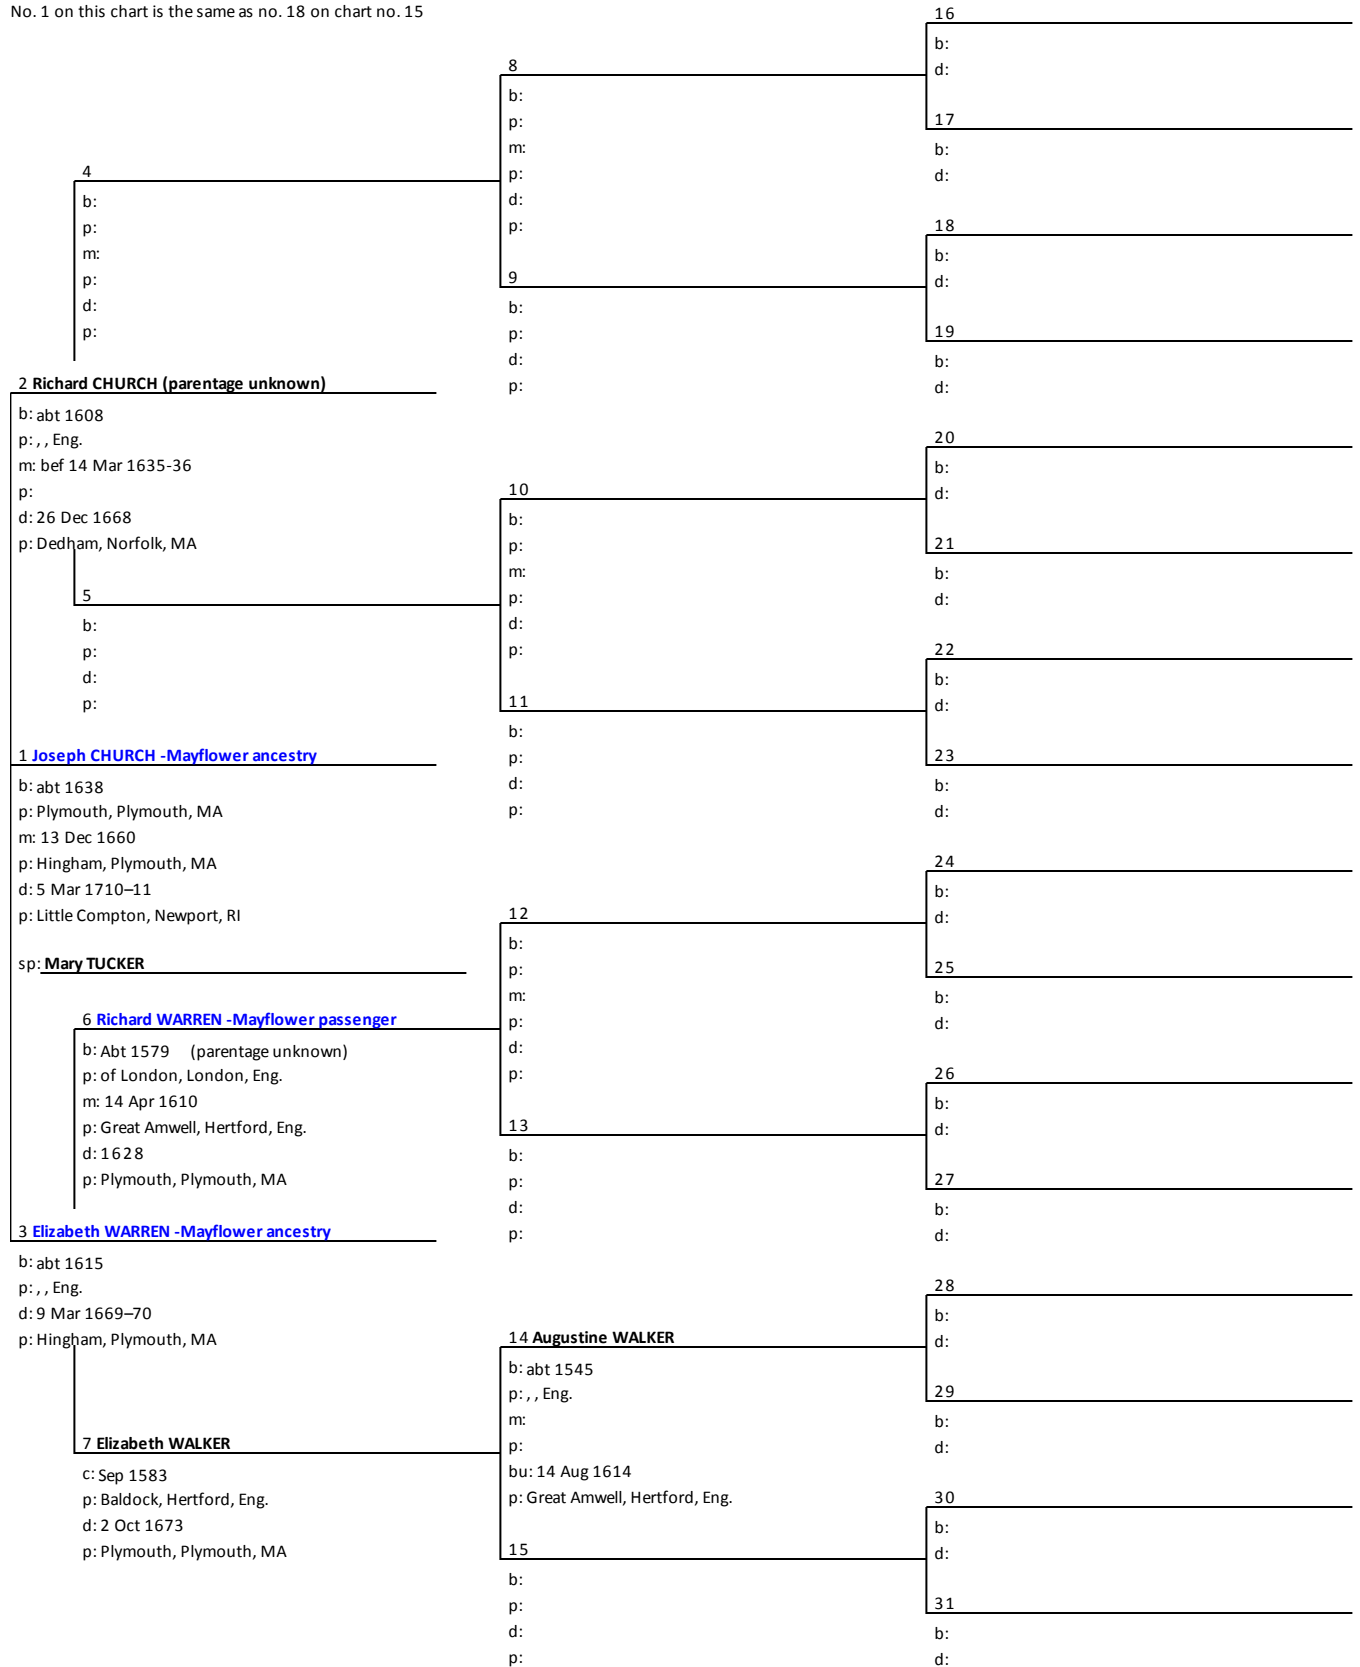 No. 1 on this chart is the same as no. 18 on chart no. 15
4
b:
p:
m:
p:
d:
p:
2 Richard CHURCH (parentage unknown)
b: abt 1608
p: , , Eng.
m: bef 14 Mar 1635-36
p:
d: 26 Dec 1668
p: Dedham, Norfolk, MA
5
b:
p:
d:
p:
1 Joseph CHURCH -Mayflower ancestry
b: abt 1638
p: Plymouth, Plymouth, MA
m: 13 Dec 1660
p: Hingham, Plymouth, MA
d: 5 Mar 1710–11
p: Little Compton, Newport, RI
sp: Mary TUCKER
6 Richard WARREN -Mayflower passenger
b: Abt 1579 (parentage unknown)
p: of London, London, Eng.
m: 14 Apr 1610
p: Great Amwell, Hertford, Eng.
d: 1628
p: Plymouth, Plymouth, MA
3 Elizabeth WARREN -Mayflower ancestry
b: abt 1615
p: , , Eng.
d: 9 Mar 1669–70
p: Hingham, Plymouth, MA
7 Elizabeth WALKER
c: Sep 1583
p: Baldock, Hertford, Eng.
d: 2 Oct 1673
p: Plymouth, Plymouth, MA
8
b:
p:
m:
p:
d:
p:
9
b:
p:
d:
p:
10
b:
p:
m:
p:
d:
p:
11
b:
p:
d:
p:
12
b:
p:
m:
p:
d:
p:
13
b:
p:
d:
p:
14 Augustine WALKER
b: abt 1545
p: , , Eng.
m:
p:
bu: 14 Aug 1614
p: Great Amwell, Hertford, Eng.
15
b:
p:
d:
p:
16
b:
d:
17
b:
d:
18
b:
d:
19
b:
d:
20
b:
d:
21
b:
d:
22
b:
d:
23
b:
d:
24
b:
d:
25
b:
d:
26
b:
d:
27
b:
d:
28
b:
d:
29
b:
d:
30
b:
d:
31
b:
d: